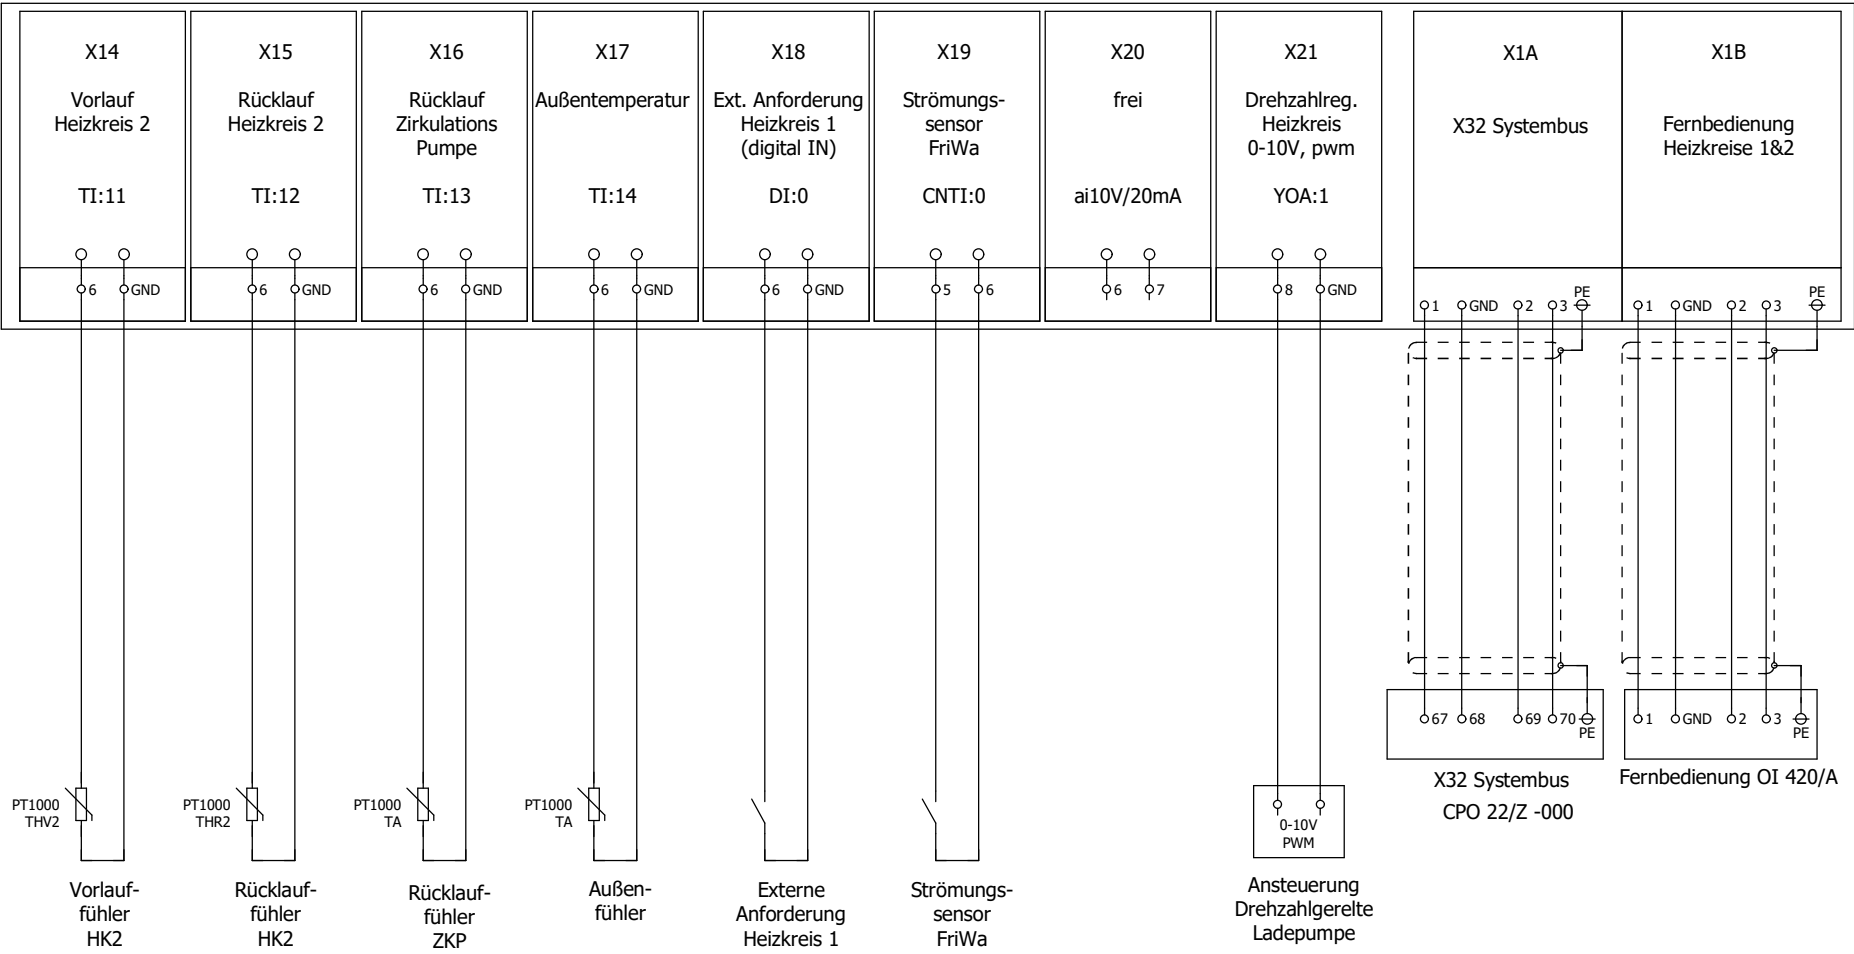 X14
Vorlauf
Heizkreis 2
TI:11
6
GND
X15
Rücklauf
Heizkreis 2
TI:12
6
GND
X16
Rücklauf
Zirkulations
Pumpe
TI:13
6
GND
X17
Außentemperatur
TI:14
6
GND
X18
Ext. Anforderung
Heizkreis 1
(digital IN)
DI:0
6
GND
X19
Strömungs-
sensor
FriWa
CNTI:0
5
6
X20
frei
ai10V/20mA
6
7
X21
Drehzahlreg.
Heizkreis
0-10V, pwm
YOA:1
8
GND
X1A
X32 Systembus
1
GND
2
3
PE
X1B
Fernbedienung
Heizkreise 1&2
1
GND
2
3
PE
67
68
69
70
PE
X32 Systembus
CPO 22/Z -000
1
GND
2
3
PE
Fernbedienung OI 420/A
PT1000
THV2
Vorlauf-
fühler
HK2
PT1000
THR2
Rücklauf-
fühler
HK2
PT1000
TA
Rücklauf-
fühler
ZKP
PT1000
TA
Außen-
fühler
Externe
Anforderung
Heizkreis 1
Strömungs-
sensor
FriWa
0-10V
PWM
Ansteuerung
Drehzahlgerelte
Ladepumpe